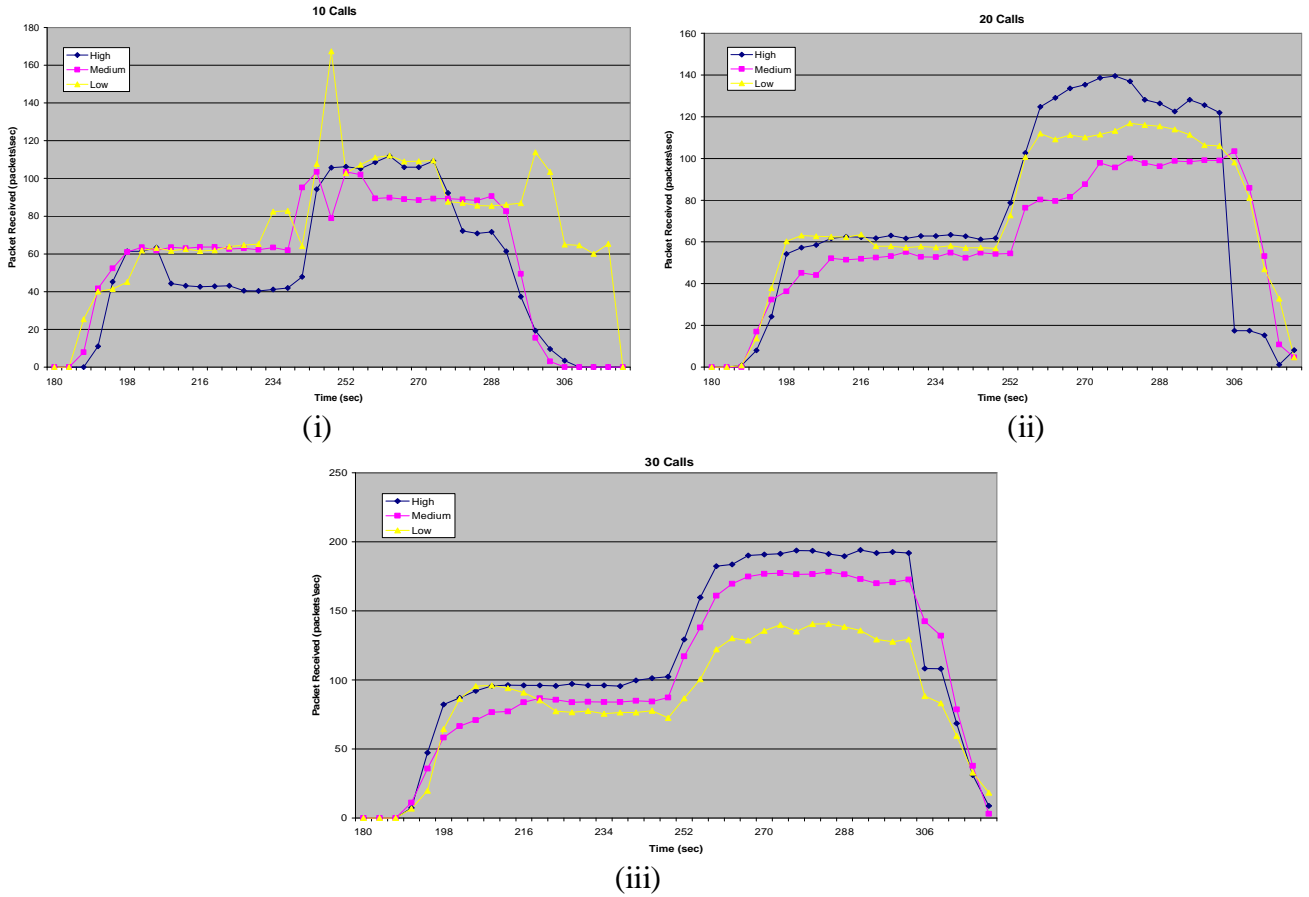 10 Calls
180
160
140
120
100
80
60
40
20
0
Packet Received (packets\sec)
High
Medium
Low
180 198 216 234 252 270 288 306
Time (sec)
(i)
20 Calls
160
140
120
100
80
60
40
20
0
Packet Received (packets\sec)
High
Medium
Low
180 198 216 234 252 270 288 306
Time (sec)
(ii)
30 Calls
250
200
150
100
50
0
Packet Received (packets\sec)
High
Medium
Low
180 198 216 234 252 270 288 306
Time (sec)
(iii)